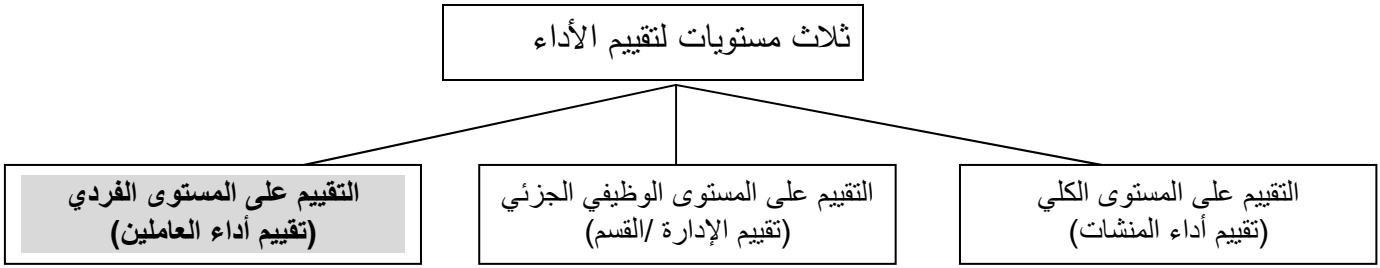 ثلاث مستويات لتقييم الأداء
التقييم على المستوى الكلي
(تقييم أداء المنشات)
التقييم على المستوى الوظيفي الجزئي
(تقييم الإدارة /القسم)
التقييم على المستوى الفردي
(تقييم أداء العاملين)